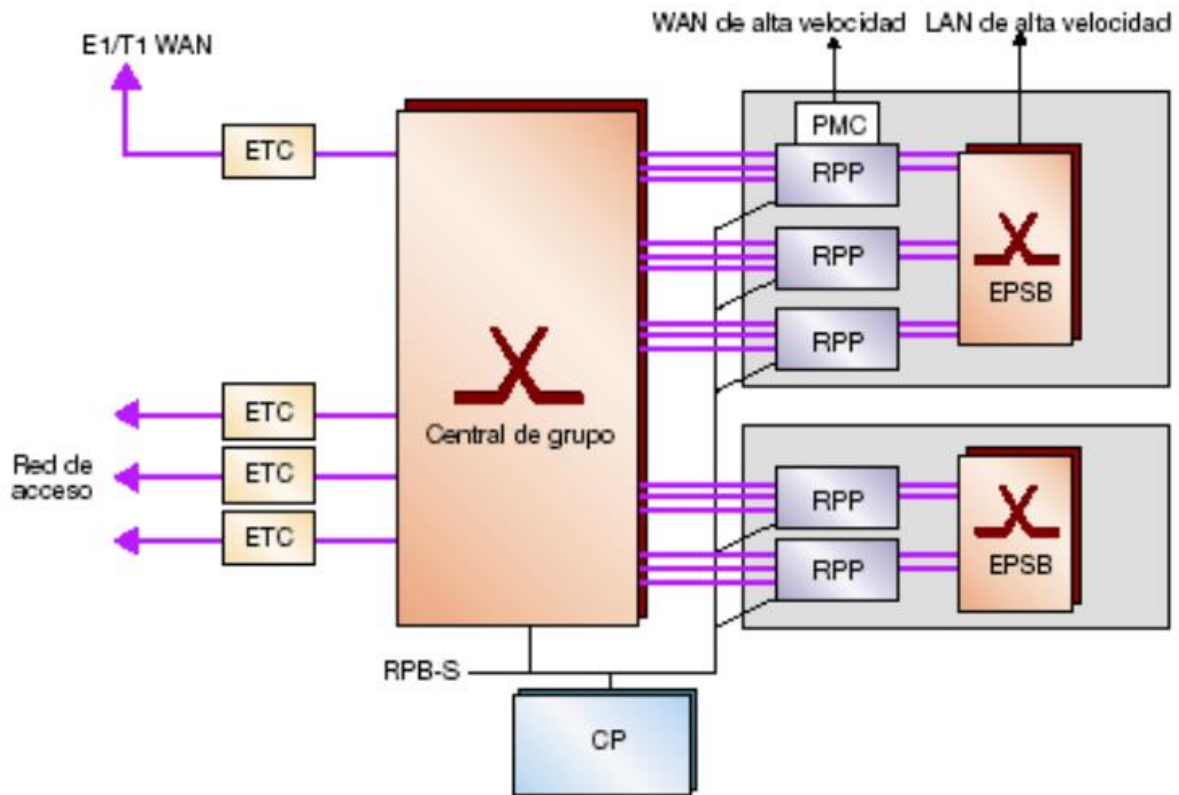 WAN de alta velocidad
LAN de alta velocidad
E1/T1 WAN
ETC
PMC
RPP
RPP
EPSB
RPP
Central de grupo
ETC
Red de
acceso
ETC
ETC
RPP
RPP
EPSB
RPB-S
CP